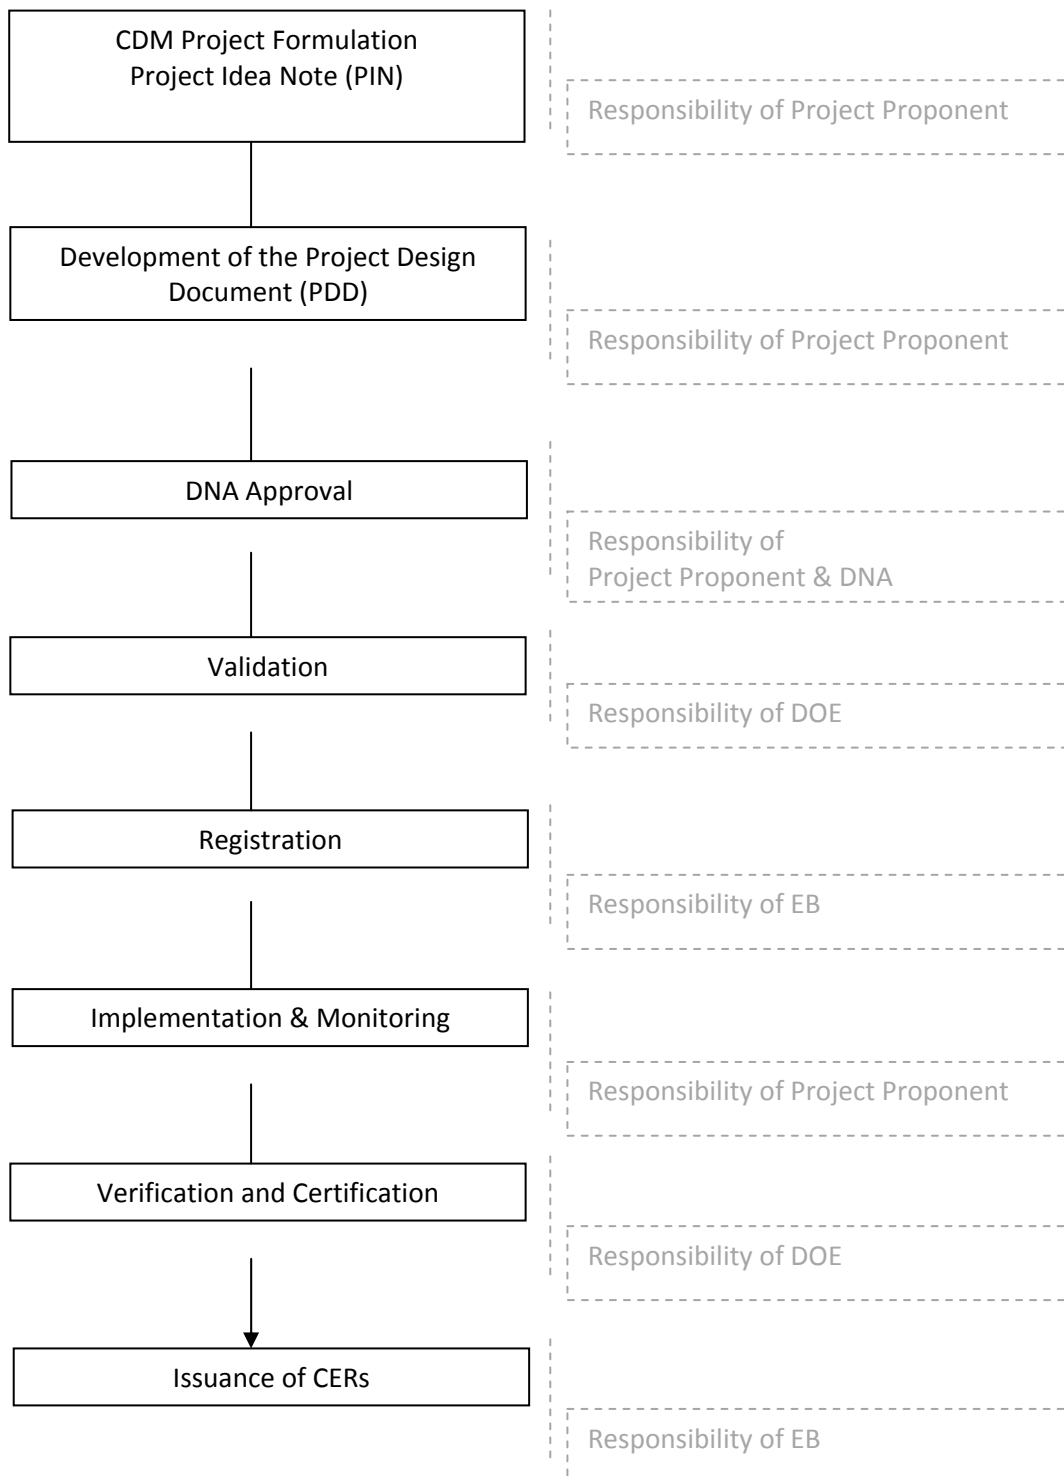 CDM Project Formulation
Project Idea Note (PIN)
Responsibility of Project Proponent
Development of the Project Design
Document (PDD)
Responsibility of Project Proponent
DNA Approval
Responsibility of
Project Proponent & DNA
Validation
Responsibility of DOE
Registration
Responsibility of EB
Implementation & Monitoring
Responsibility of Project Proponent
Verification and Certification
Responsibility of DOE
Issuance of CERs
Responsibility of EB